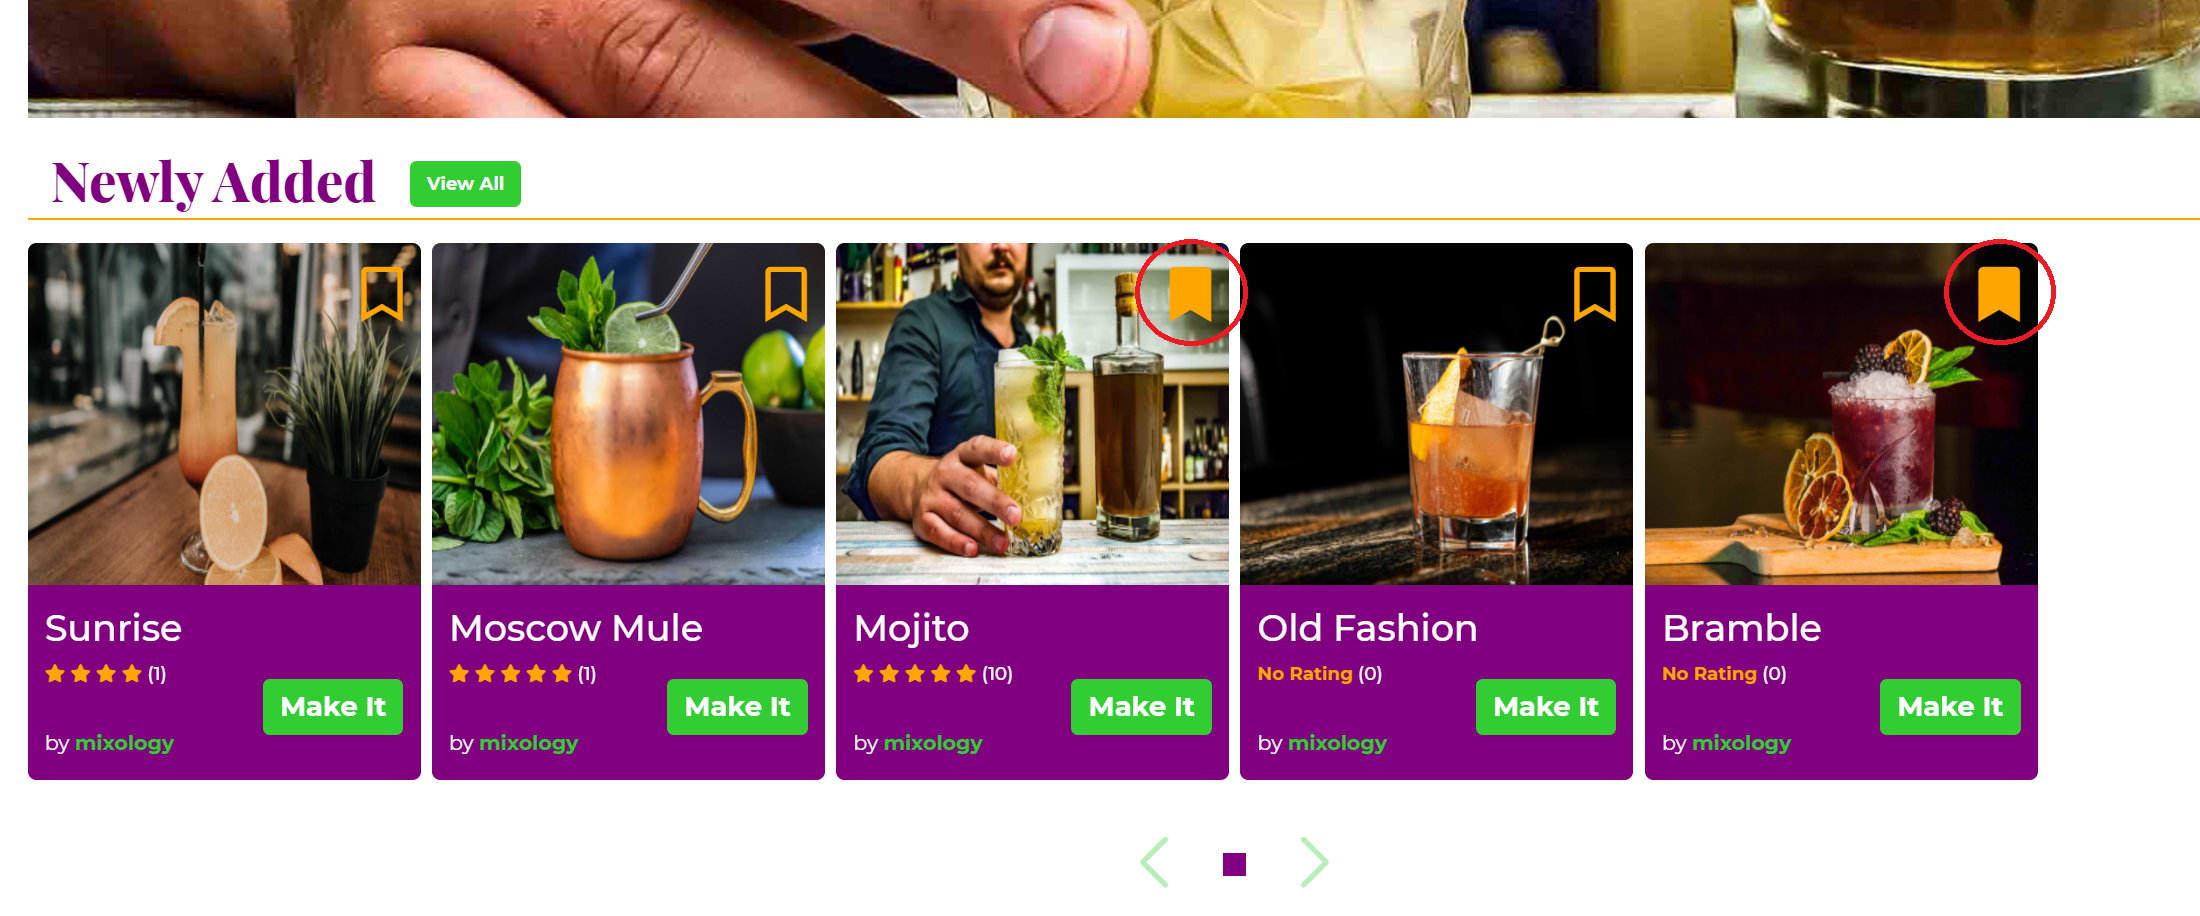 Newly Added
View All
Sunrise
(1)
Make It
by mixology
Moscow Mule
(1)
Make It
by mixology
Mojito
(10)
Make It
by mixology
Old Fashion
No Rating (0)
Make It
by mixology
Bramble
No Rating (0)
Make It
by mixology